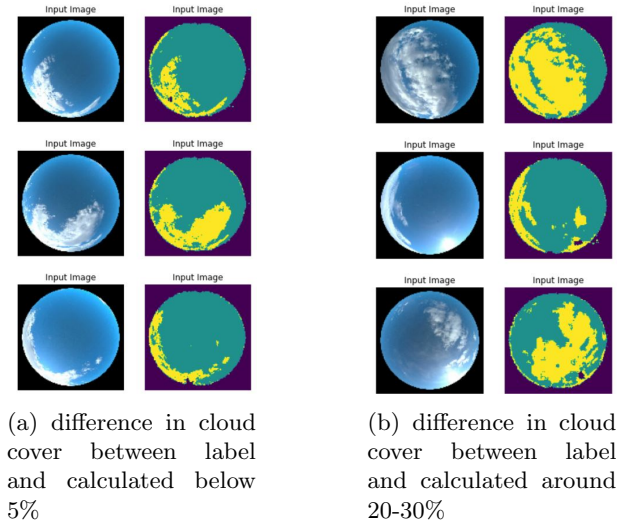 Input Image
Input Image
Input Image
Input Image
Input Image
Input Image
Input Image
Input Image
Input Image
Input Image
Input Image
Input Image
(a) difference in cloud
cover between label
and calculated below
5%
(b) difference in cloud
cover between label
and calculated around
20-30%